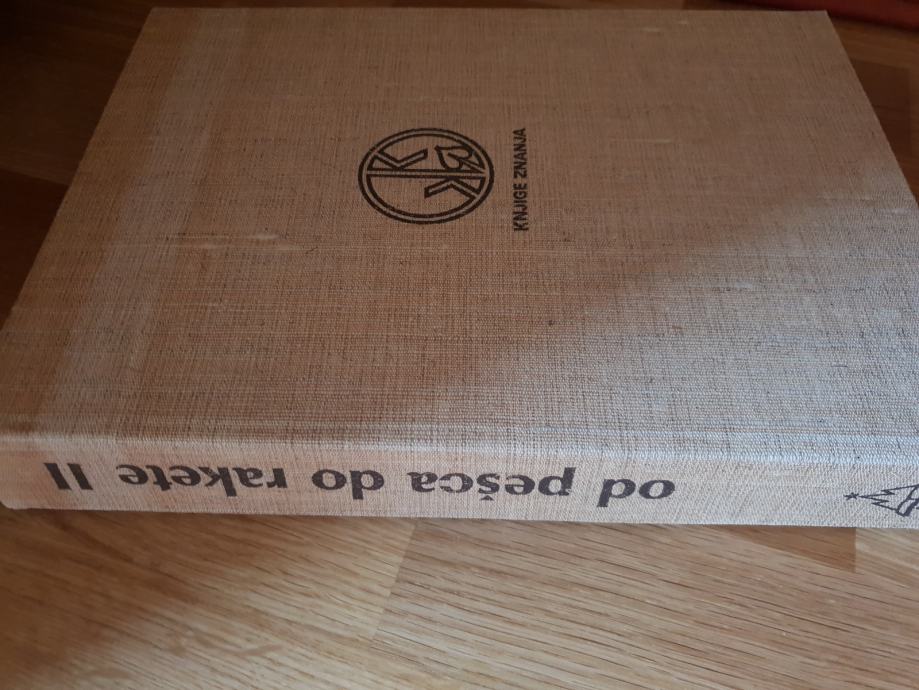 KNJIGE ZNANJA
od pešca do rakete II